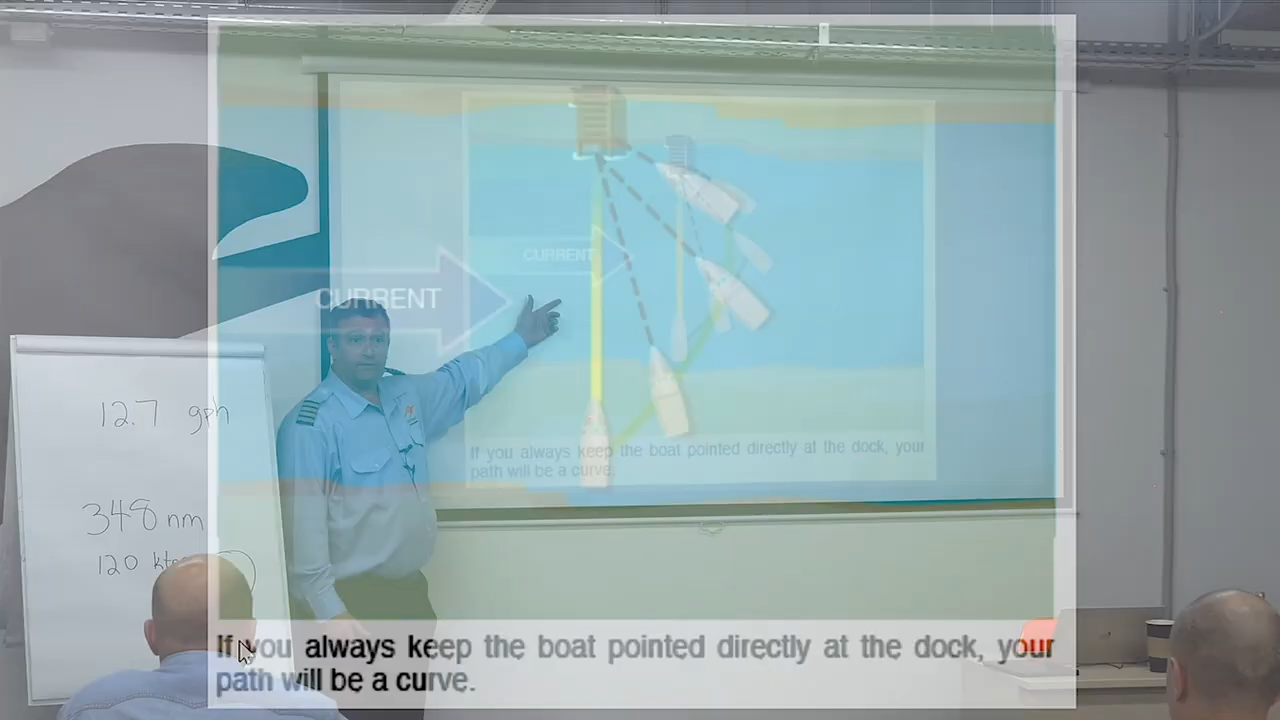 CURRENT
CURRENT
If you always keep the boat pointed directly at the dock, your
path will be a curve.
12.7 gph
348 nm
120 kts
If you always keep the boat pointed directly at the dock, your
path will be a curve.